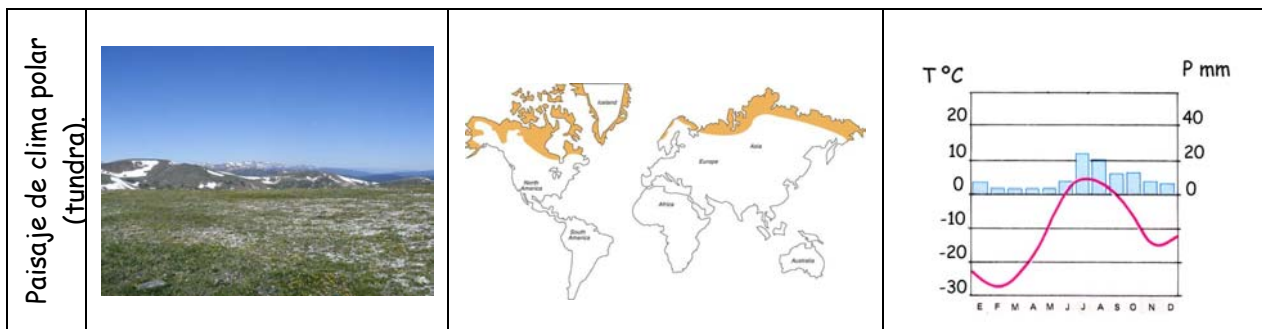 Paisaje de clima polar
(tundra).
Iceland
North
America
Europe
Asia
Africa
South
America
Australia
T ºC
P mm
20
10
0
-10
-20
-30
40
20
0
E F M A M J J A S O N D